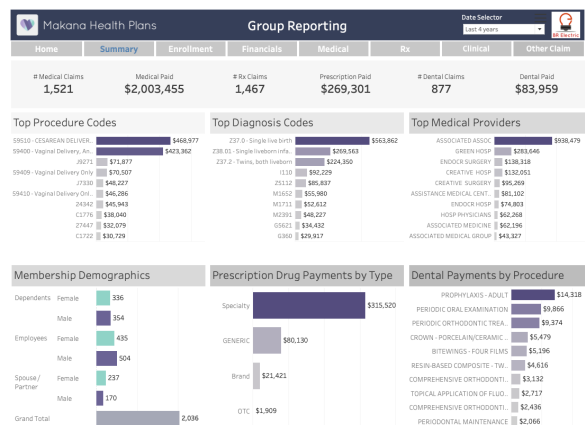 Makana Health Plans
Group Reporting
Date Selector
Last 4 years
BR Electric
Home Summary Enrollment Financials Medical Rx Clinical Other Claim
# Medical Claims Medical Paid # Rx Claims Prescription Paid # Dental Claims Dental Paid
1,521 $2,003,455 1,467 $269,301 877 $83,959
Top Procedure Codes
59510 - CESAREAN DELIVER.. $468,977
59400 - Vaginal Delivery, An.. $423,362
J9271 $71,877
59409 - Vaginal Delivery Only $70,507
J7330 $48,227
59410 - Vaginal Delivery Onl.. $46,286
24342 $45,943
C1776 $38,040
27447 $32,079
C1722 $30,729
Top Diagnosis Codes
Z37.0 - Single live birth $563,862
Z38.01 - Single liveborn infa.. $269,563
Z37.2 - Twins, both liveborn $224,350
I110 $92,229
Z5112 $85,837
M1652 $55,980
M1711 $52,612
M2391 $48,227
G5621 $34,432
G360 $29,917
Top Medical Providers
ASSOCIATED ASSOC $938,479
GREEN HOSP $283,646
ENDOCR SURGERY $138,318
CREATIVE HOSP $132,051
CREATIVE SURGERY $95,269
ASSISTANCE MEDICAL CENT.. $81,102
ENDOCR HOSP $74,803
HOSP PHYSICIANS $62,268
ASSOCIATED MEDICINE $62,196
ASSOCIATED MEDICAL GROUP $43,327
Membership Demographics
Dependents Female 336
Male 354
Employees Female 435
Male 504
Spouse / Partner Female 237
Male 170
Grand Total 2,036
Prescription Drug Payments by Type
Specialty $315,520
GENERIC $80,130
Brand $21,421
OTC $1,909
Dental Payments by Procedure
PROPHYLAXIS - ADULT $14,318
PERIODIC ORAL EXAMINATION $9,866
PERIODIC ORTHODONTIC TREA.. $9,374
CROWN - PORCELAIN/CERAMIC .. $5,479
BITEWINGS - FOUR FILMS $5,196
RESIN-BASED COMPOSITE - TW.. $4,616
COMPREHENSIVE ORTHODONTI.. $3,132
TOPICAL APPLICATION OF FLUO.. $2,717
COMPREHENSIVE ORTHODONTI.. $2,436
PERIODONTAL MAINTENANCE $2,066